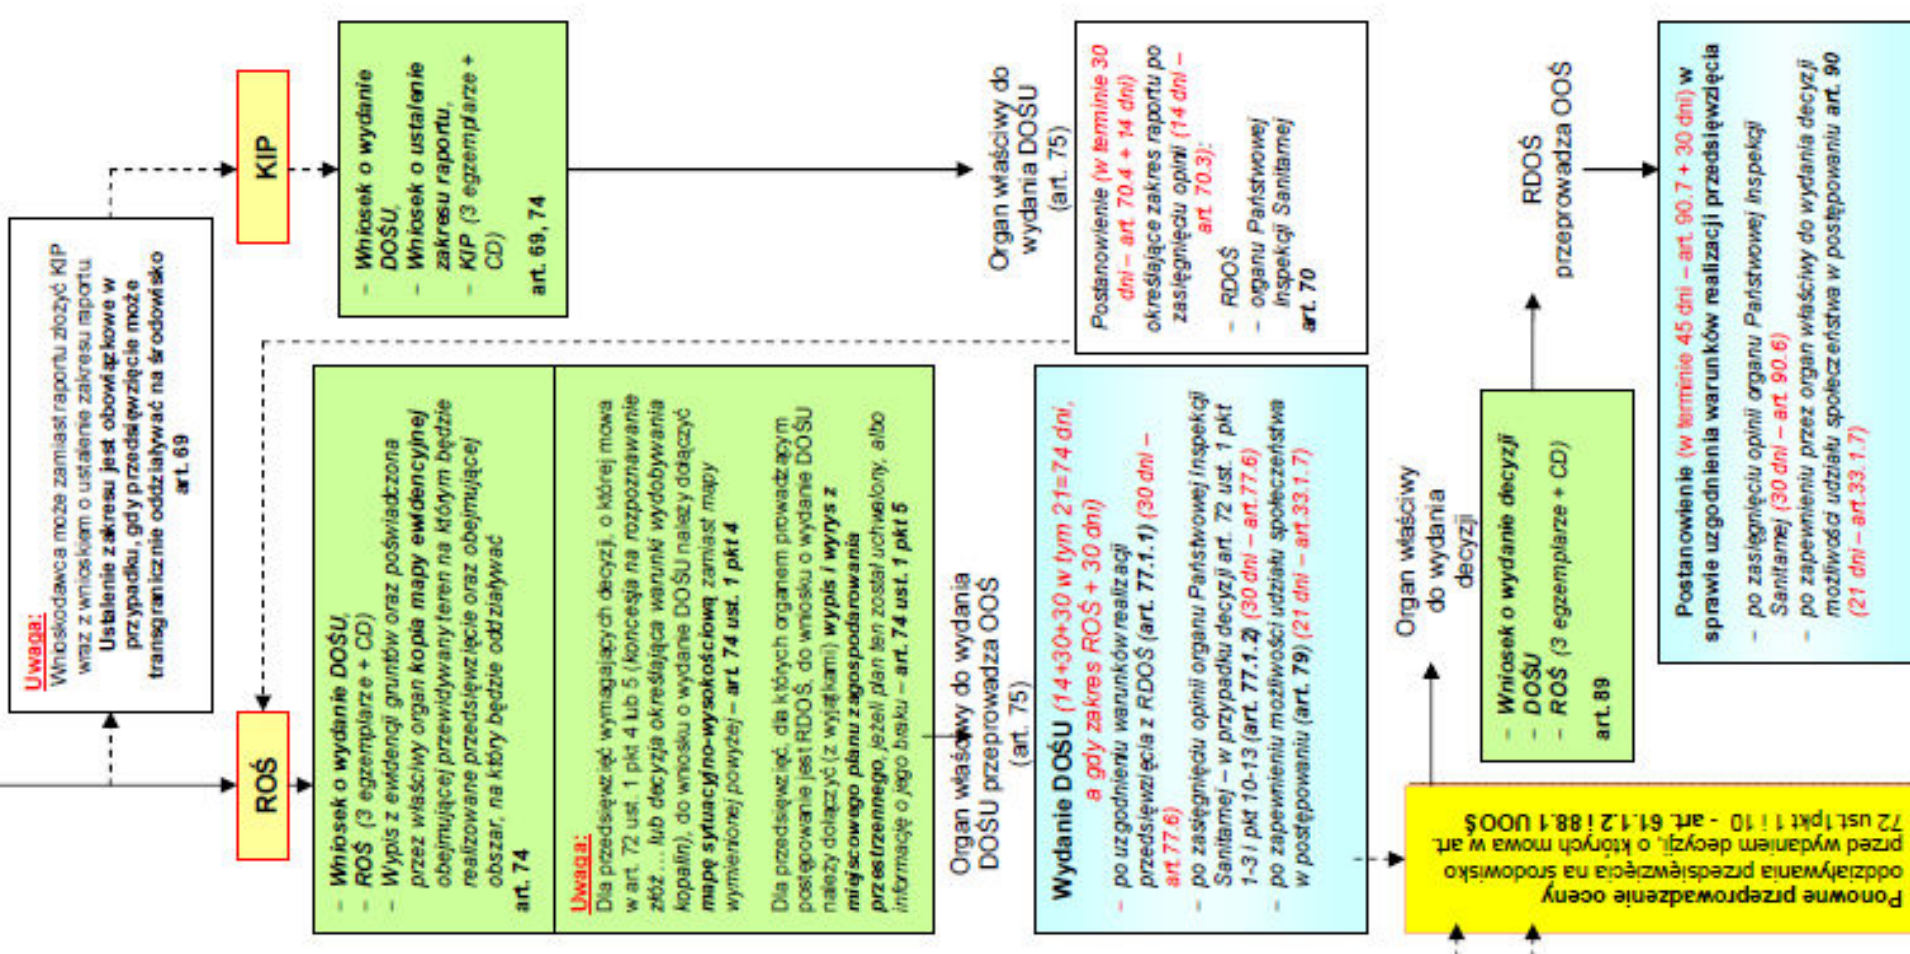 Uwaga:
Wnioskodawca może zamiast raportu złożyć KIP
wraz z wnioskiem o ustalenie zakresu raportu.
Ustalenie zakresu jest obowiązkowe w
przypadku, gdy przedsięwzięcie może
transgranicznie oddziaływać na środowisko
art. 69
KIP
– Wniosek o wydanie
DOŚU,
– Wniosek o ustalenie
zakresu raportu,
– KIP (3 egzemplarze +
CD)
art. 69, 74
Organ właściwy do
wydania DOŚU
(art. 75)
Postanowienie (w terminie 30
dni – art. 70.4 + 14 dni)
określające zakres raportu po
zasięgnięciu opinii (14 dni –
art. 70.3):
– RDOŚ
– organu Państwowej
Inspekcji Sanitarnej
art. 70
ROŚ
– Wniosek o wydanie DOŚU,
– ROŚ (3 egzemplarze + CD)
– Wypis z ewidencji gruntów oraz poświadczona
przez właściwy organ kopia mapy ewidencyjnej
obejmującej przewidywany teren na którym będzie
realizowane przedsięwzięcie oraz obejmującej
obszar, na który będzie oddziaływać
art. 74
Uwaga:
Dla przedsięwzięć wymagających decyzji, o której mowa
w art. 72 ust. 1 pkt 4 lub 5 (koncesja na rozpoznawanie
złóż... lub decyzja określająca warunki wydobywania
kopalin), do wniosku o wydanie DOŚU należy dołączyć
mapę sytuacyjno-wysokościową zamiast mapy
wymienionej powyżej – art. 74 ust. 1 pkt 4
Dla przedsięwzięć, dla których organem prowadzącym
postępowanie jest RDOŚ, do wniosku o wydanie DOŚU
należy dołączyć (z wyjątkami) wypis i wyrys z
miejscowego planu zagospodarowania
przestrzennego, jeżeli plan ten został uchwalony, albo
informację o jego braku – art. 74 ust. 1 pkt 5
Organ właściwy do wydania
DOŚU przeprowadza OOŚ
(art. 75)
Wydanie DOŚU (14+30+30 w tym 21=74 dni,
a gdy zakres ROŚ + 30 dni)
– po uzgodnieniu warunków realizacji
przedsięwzięcia z RDOŚ (art. 77.1.1) (30 dni –
art.77.6)
– po zasięgnięciu opinii organu Państwowej Inspekcji
Sanitarnej – w przypadku decyzji art. 72 ust. 1 pkt
1-3 i pkt 10-13 (art. 77.1.2) (30 dni – art.77.6)
– po zapewnieniu możliwości udziału społeczeństwa
w postępowaniu (art. 79) (21 dni – art.33.1.7)
Ponowne przeprowadzenie oceny
oddziaływania przedsięwzięcia na środowisko
przed wydaniem decyzji, o których mowa w art.
72 ust 1pkt 1 i 10 - art. 61.1.2 i 88.1 UOOŚ
Organ właściwy
do wydania
decyzji
– Wniosek o wydanie decyzji
– DOŚU
– ROŚ (3 egzemplarze + CD)
art. 89
RDOŚ
przeprowadza OOŚ
Postanowienie (w terminie 45 dni – art. 90.7 + 30 dni) w
sprawie uzgodnienia warunków realizacji przedsięwzięcia
– po zasięgnięciu opinii organu Państwowej Inspekcji
Sanitarnej (30 dni – art. 90.6)
– po zapewnieniu przez organ właściwy do wydania decyzji
możliwości udziału społeczeństwa w postępowaniu art. 90
(21 dni – art.33.1.7)